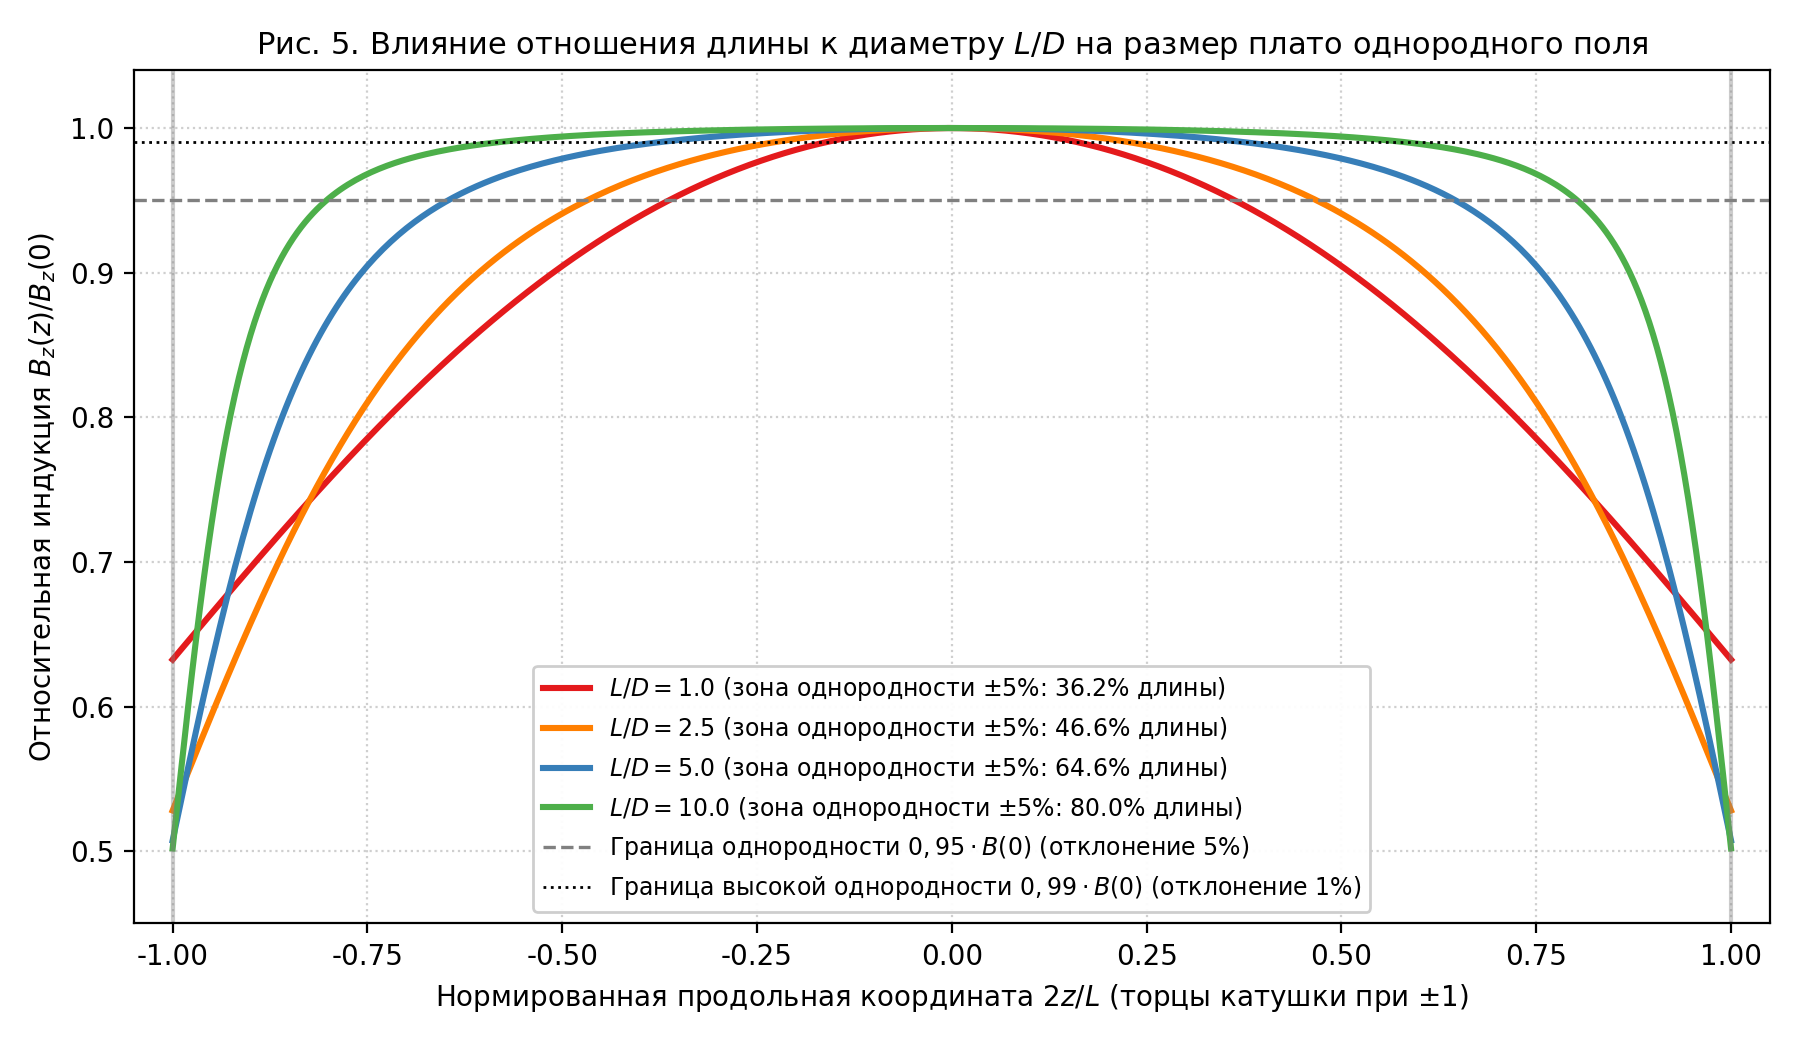 Рис. 5. Влияние отношения длины к диаметру L/D на размер плато однородного поля
Относительная индукция B_z(z)/B_z(0)
1.0
0.9
0.8
0.7
0.6
0.5
L/D = 1.0 (зона однородности ±5%: 36.2% длины)
L/D = 2.5 (зона однородности ±5%: 46.6% длины)
L/D = 5.0 (зона однородности ±5%: 64.6% длины)
L/D = 10.0 (зона однородности ±5%: 80.0% длины)
Граница однородности 0, 95 · B(0) (отклонение 5%)
Граница высокой однородности 0, 99 · B(0) (отклонение 1%)
-1.00 -0.75 -0.50 -0.25 0.00 0.25 0.50 0.75 1.00
Нормированная продольная координата 2z/L (торцы катушки при ±1)